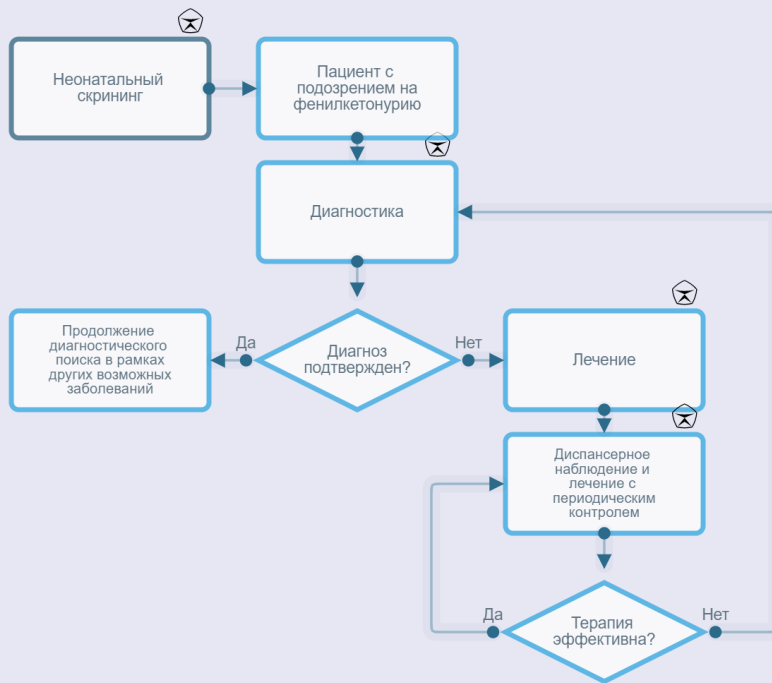 Неонатальный
скрининг
Пациент с
подозрением на
фенилкетонурию
Диагностика
Продолжение
диагностического
поиска в рамках
других возможных
заболеваний
Да
Диагноз
подтвержден?
Нет
Лечение
Диспансерное
наблюдение и
лечение с
периодическим
контролем
Да
Терапия
эффективна?
Нет